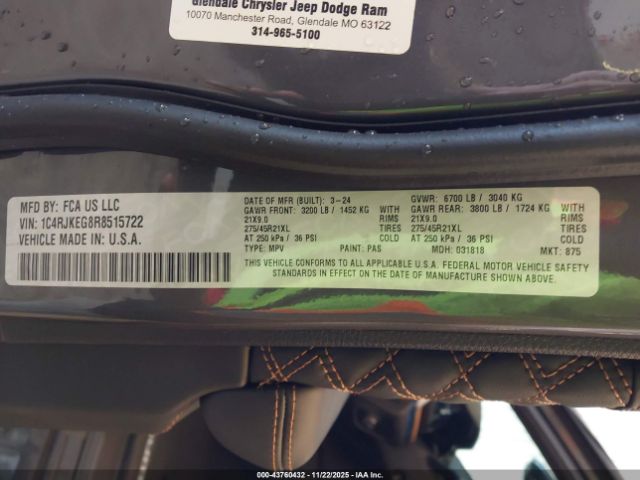 Glendale Chrysler Jeep Dodge Ram
10070 Manchester Road, Glendale MO 63122
314-965-5100
MFD BY: FCA US LLC
VIN: 1C4RJKEG8R8515722
VEHICLE MADE IN: U.S.A.
DATE OF MFR (BUILT): 3-24
GAWR FRONT: 3200 LB / 1452 KG WITH
21X9.0 RIMS
275/45R21XL TIRES
AT 250 kPa / 36 PSI COLD
TYPE: MPV PAINT: PAS
GVWR: 6700 LB / 3040 KG
GAWR REAR: 3800 LB / 1724 KG WITH
21X9.0 RIMS
275/45R21XL TIRES
AT 250 kPa / 36 PSI COLD
MDH: 031818 MKT: 875
THIS VEHICLE CONFORMS TO ALL APPLICABLE U.S.A. FEDERAL MOTOR VEHICLE SAFETY
STANDARDS IN EFFECT ON THE DATE OF MANUFACTURE SHOWN ABOVE.
000-43760432 - 11/22/2025 - IAAI.COM